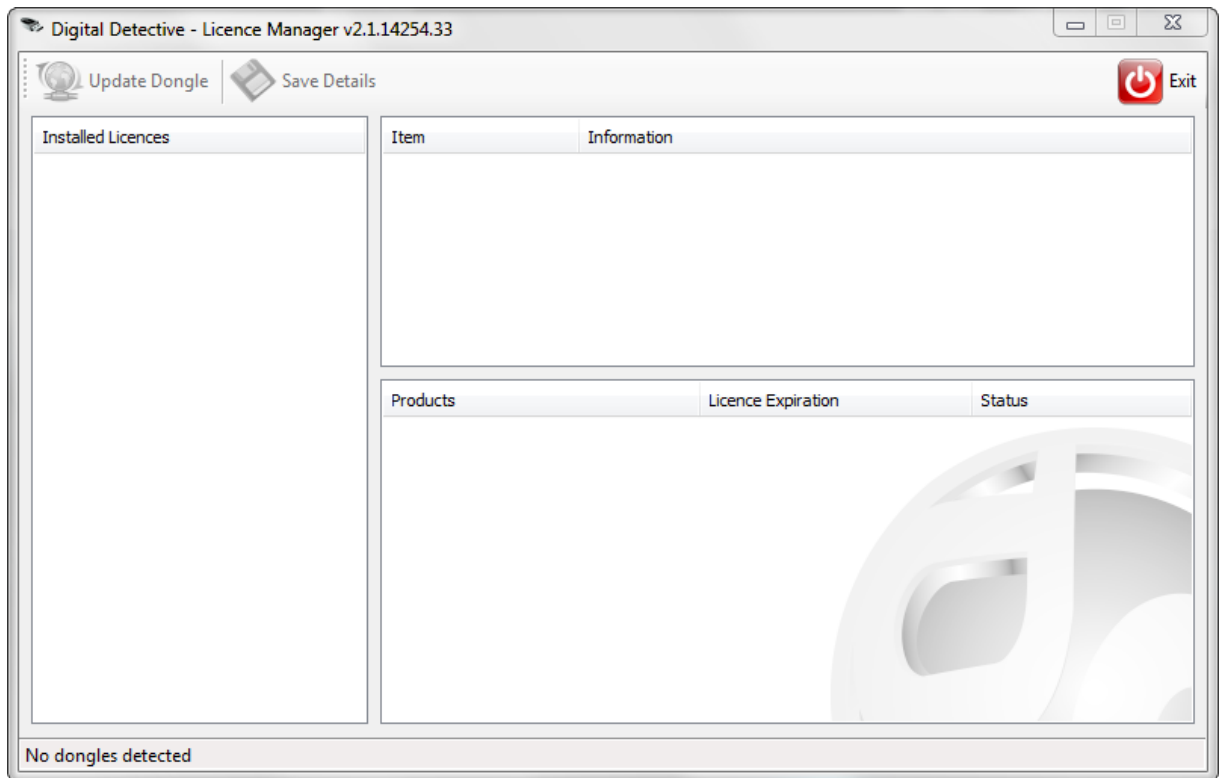 Digital Detective - Licence Manager v2.1.14254.33
Update Dongle Save Details Exit
Installed Licences
Item Information
Products Licence Expiration Status
No dongles detected